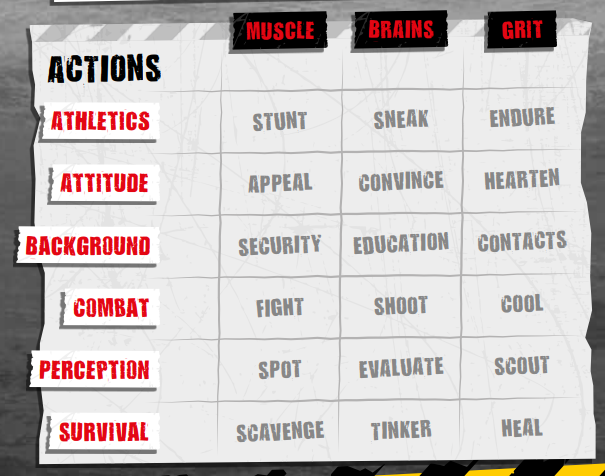 MUSCLE BRAINS GRIT
ACTIONS
ATHLETICS STUNT SNEAK ENDURE
ATTITUDE APPEAL CONVINCE HEARTEN
BACKGROUND SECURITY EDUCATION CONTACTS
COMBAT FIGHT SHOOT COOL
PERCEPTION SPOT EVALUATE SCOUT
SURVIVAL SCAVENGE TINKER HEAL